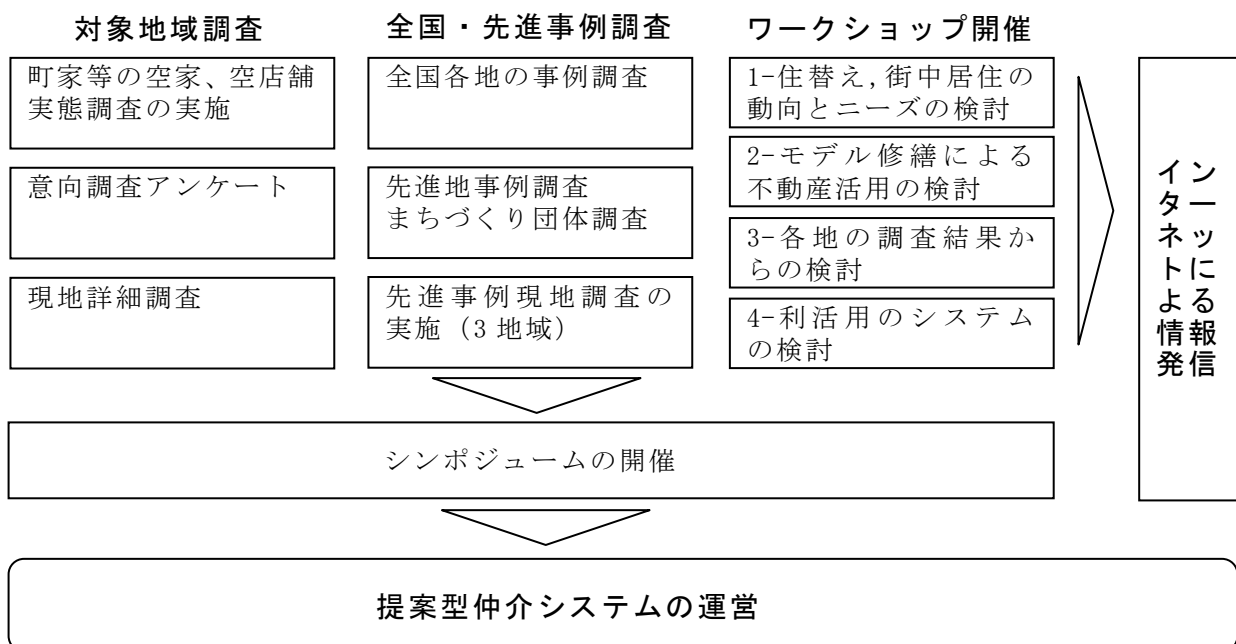 対象地域調査
町家等の空家、空店舗
実態調査の実施
意向調査アンケート
現地詳細調査
全国・先進事例調査
全国各地の事例調査
先進地事例調査
まちづくり団体調査
先進事例現地調査の
実施（3 地域）
ワークショップ開催
1-住替え,街中居住の
動向とニーズの検討
2-モデル修繕による
不動産活用の検討
3-各地の調査結果か
らの検討
4-利活用のシステム
の検討
イン
ター
ネッ
トに
よる
情報
発信
シンポジュームの開催
提案型仲介システムの運営